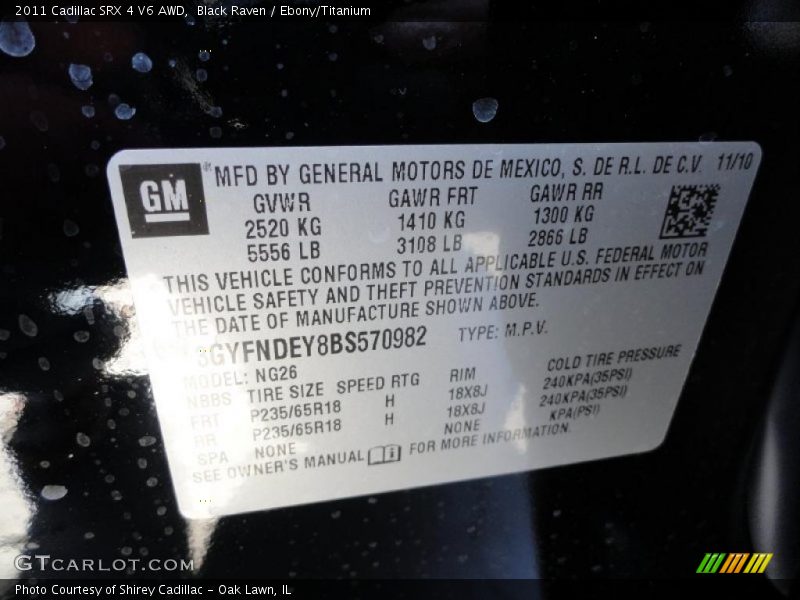 2011 Cadillac SRX 4 V6 AWD,  Black Raven / Ebony/Titanium
GM
MFD BY GENERAL MOTORS DE MEXICO, S. DE R.L. DE C.V.  11/10
GVWR  GAWR FRT  GAWR RR
2520 KG  1410 KG  1300 KG
5556 LB  3108 LB  2866 LB
THIS VEHICLE CONFORMS TO ALL APPLICABLE U.S. FEDERAL MOTOR
VEHICLE SAFETY AND THEFT PREVENTION STANDARDS IN EFFECT ON
THE DATE OF MANUFACTURE SHOWN ABOVE.
3GYFNDEY8BS570982  TYPE: M.P.V.
MODEL: NG26
NBBS  TIRE SIZE  SPEED RTG  RIM  COLD TIRE PRESSURE
FRT  P235/65R18  H  18X8J  240KPA(35PSI)
RR  P235/65R18  H  18X8J  240KPA(35PSI)
SPA  NONE  NONE  KPA(PSI)
SEE OWNER'S MANUAL  FOR MORE INFORMATION.
GTCARLOT.COM
Photo Courtesy of Shirey Cadillac - Oak Lawn, IL